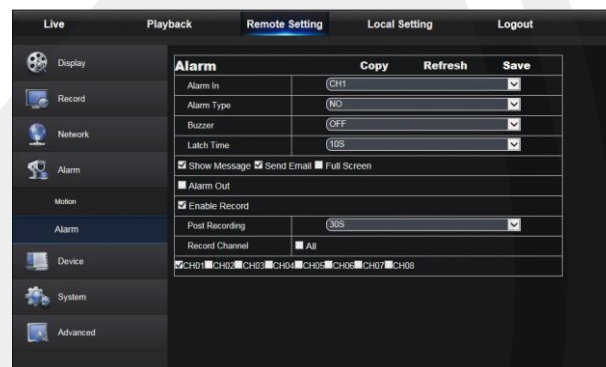 Live Playback Remote Setting Local Setting Logout
Display
Record
Network
Alarm
Motion
Alarm
Device
System
Advanced
Alarm Copy Refresh Save
Alarm In CH1
Alarm Type NO
Buzzer OFF
Latch Time 10S
Show Message Send Email Full Screen
Alarm Out
Enable Record
Post Recording 30S
Record Channel All
CH01 CH02 CH03 CH04 CH05 CH06 CH07 CH08